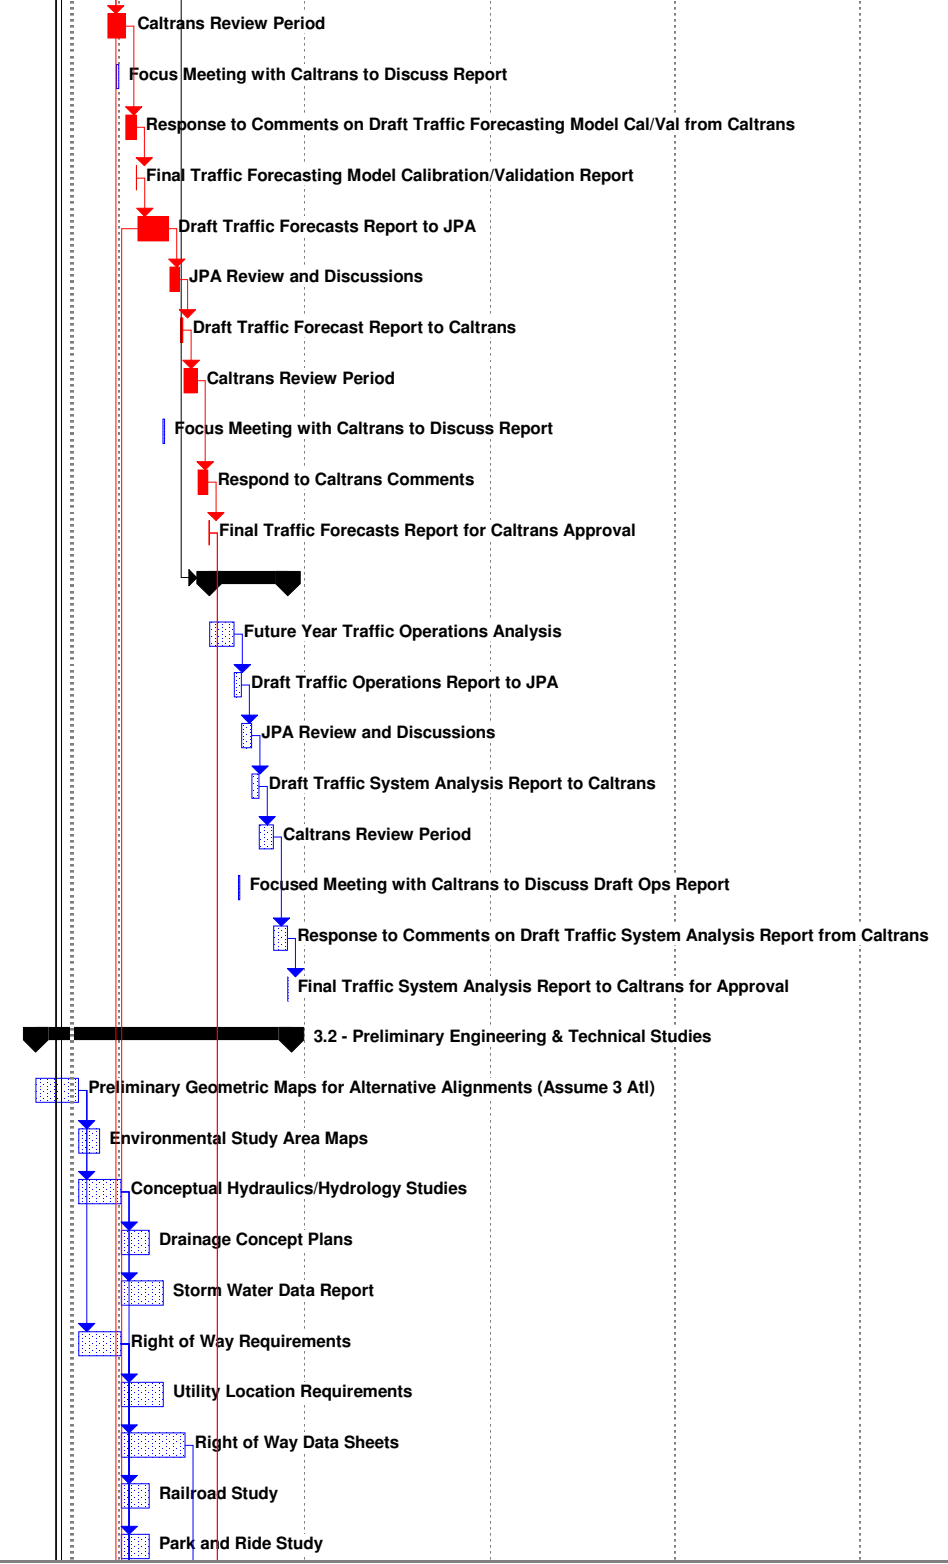 Caltrans Review Period
Focus Meeting with Caltrans to Discuss Report
Response to Comments on Draft Traffic Forecasting Model Cal/Val from Caltrans
Final Traffic Forecasting Model Calibration/Validation Report
Draft Traffic Forecasts Report to JPA
JPA Review and Discussions
Draft Traffic Forecast Report to Caltrans
Caltrans Review Period
Focus Meeting with Caltrans to Discuss Report
Respond to Caltrans Comments
Final Traffic Forecasts Report for Caltrans Approval
Future Year Traffic Operations Analysis
Draft Traffic Operations Report to JPA
JPA Review and Discussions
Draft Traffic System Analysis Report to Caltrans
Caltrans Review Period
Focused Meeting with Caltrans to Discuss Draft Ops Report
Response to Comments on Draft Traffic System Analysis Report from Caltrans
Final Traffic System Analysis Report to Caltrans for Approval
3.2 - Preliminary Engineering & Technical Studies
Preliminary Geometric Maps for Alternative Alignments (Assume 3 Atl)
Environmental Study Area Maps
Conceptual Hydraulics/Hydrology Studies
Drainage Concept Plans
Storm Water Data Report
Right of Way Requirements
Utility Location Requirements
Right of Way Data Sheets
Railroad Study
Park and Ride Study